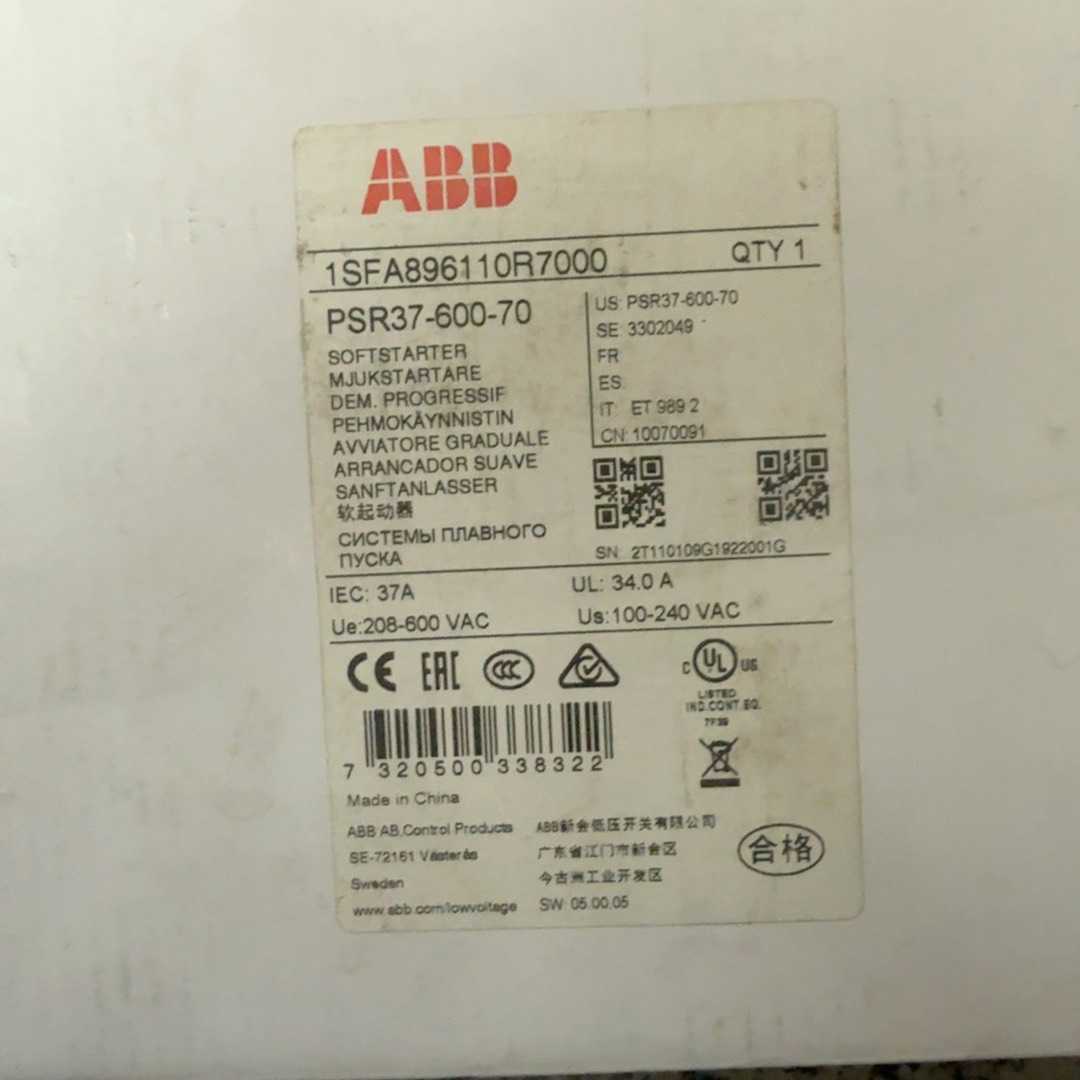 ABB
1SFA896110R7000 QTY 1
PSR37-600-70
SOFTSTARTER
MJUKSTARTARE
DEM. PROGRESSIF
PEHMOKÄYNNISTIN
AVVIATORE GRADUALE
ARRANCADOR SUAVE
SANFTANLASSER
软起动器
СИСТЕМЫ ПЛАВНОГО
ПУСКА
US: PSR37-600-70
SE: 3302049
FR
ES:
IT: ET 989 2
CN: 10070091
SN: 2T110109G1922001G
IEC: 37A UL: 34.0 A
Ue:208-600 VAC Us:100-240 VAC
CE EAC CCC C UL US
LISTED
IND.CONT.EQ.
7F39
7 320500 338322
Made in China
ABB AB,Control Products
SE-72161 Västerås
Sweden
www.abb.com/lowvoltage
ABB新会低压开关有限公司
广东省江门市新会区
今古洲工业开发区
SW: 05.00.05
合格